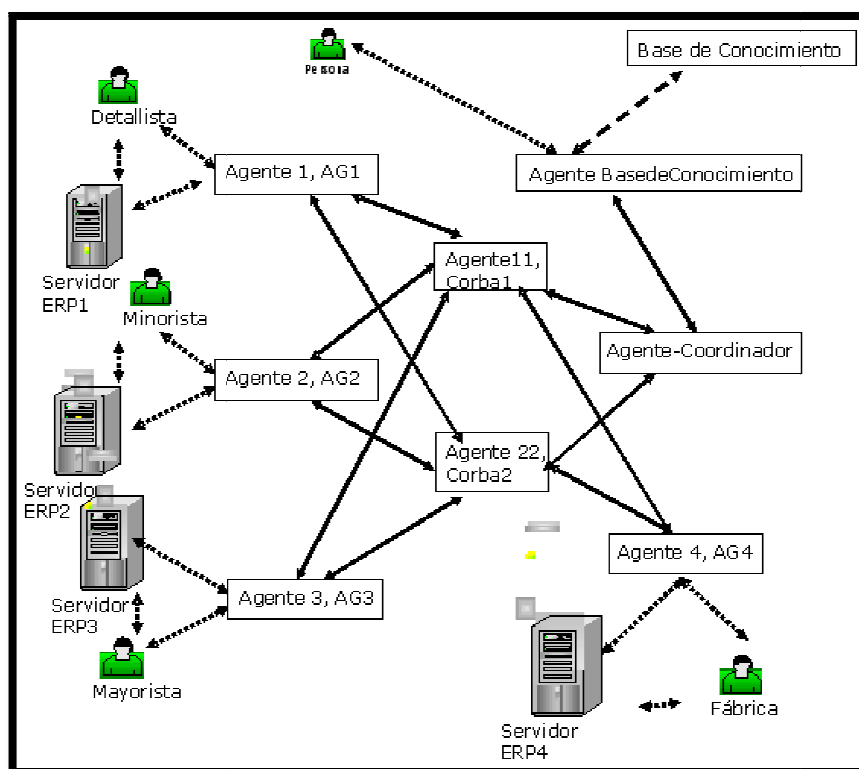 Persona
Base de Conocimiento
Detallista
Agente 1, AG1
Agente BasedeConocimiento
Servidor
ERP1
Agente11,
Corba1
Minorista
Agente-Coordinador
Agente 2, AG2
Agente 22,
Corba2
Servidor
ERP2
Agente 4, AG4
Agente 3, AG3
Servidor
ERP3
Mayorista
Servidor
ERP4
Fábrica